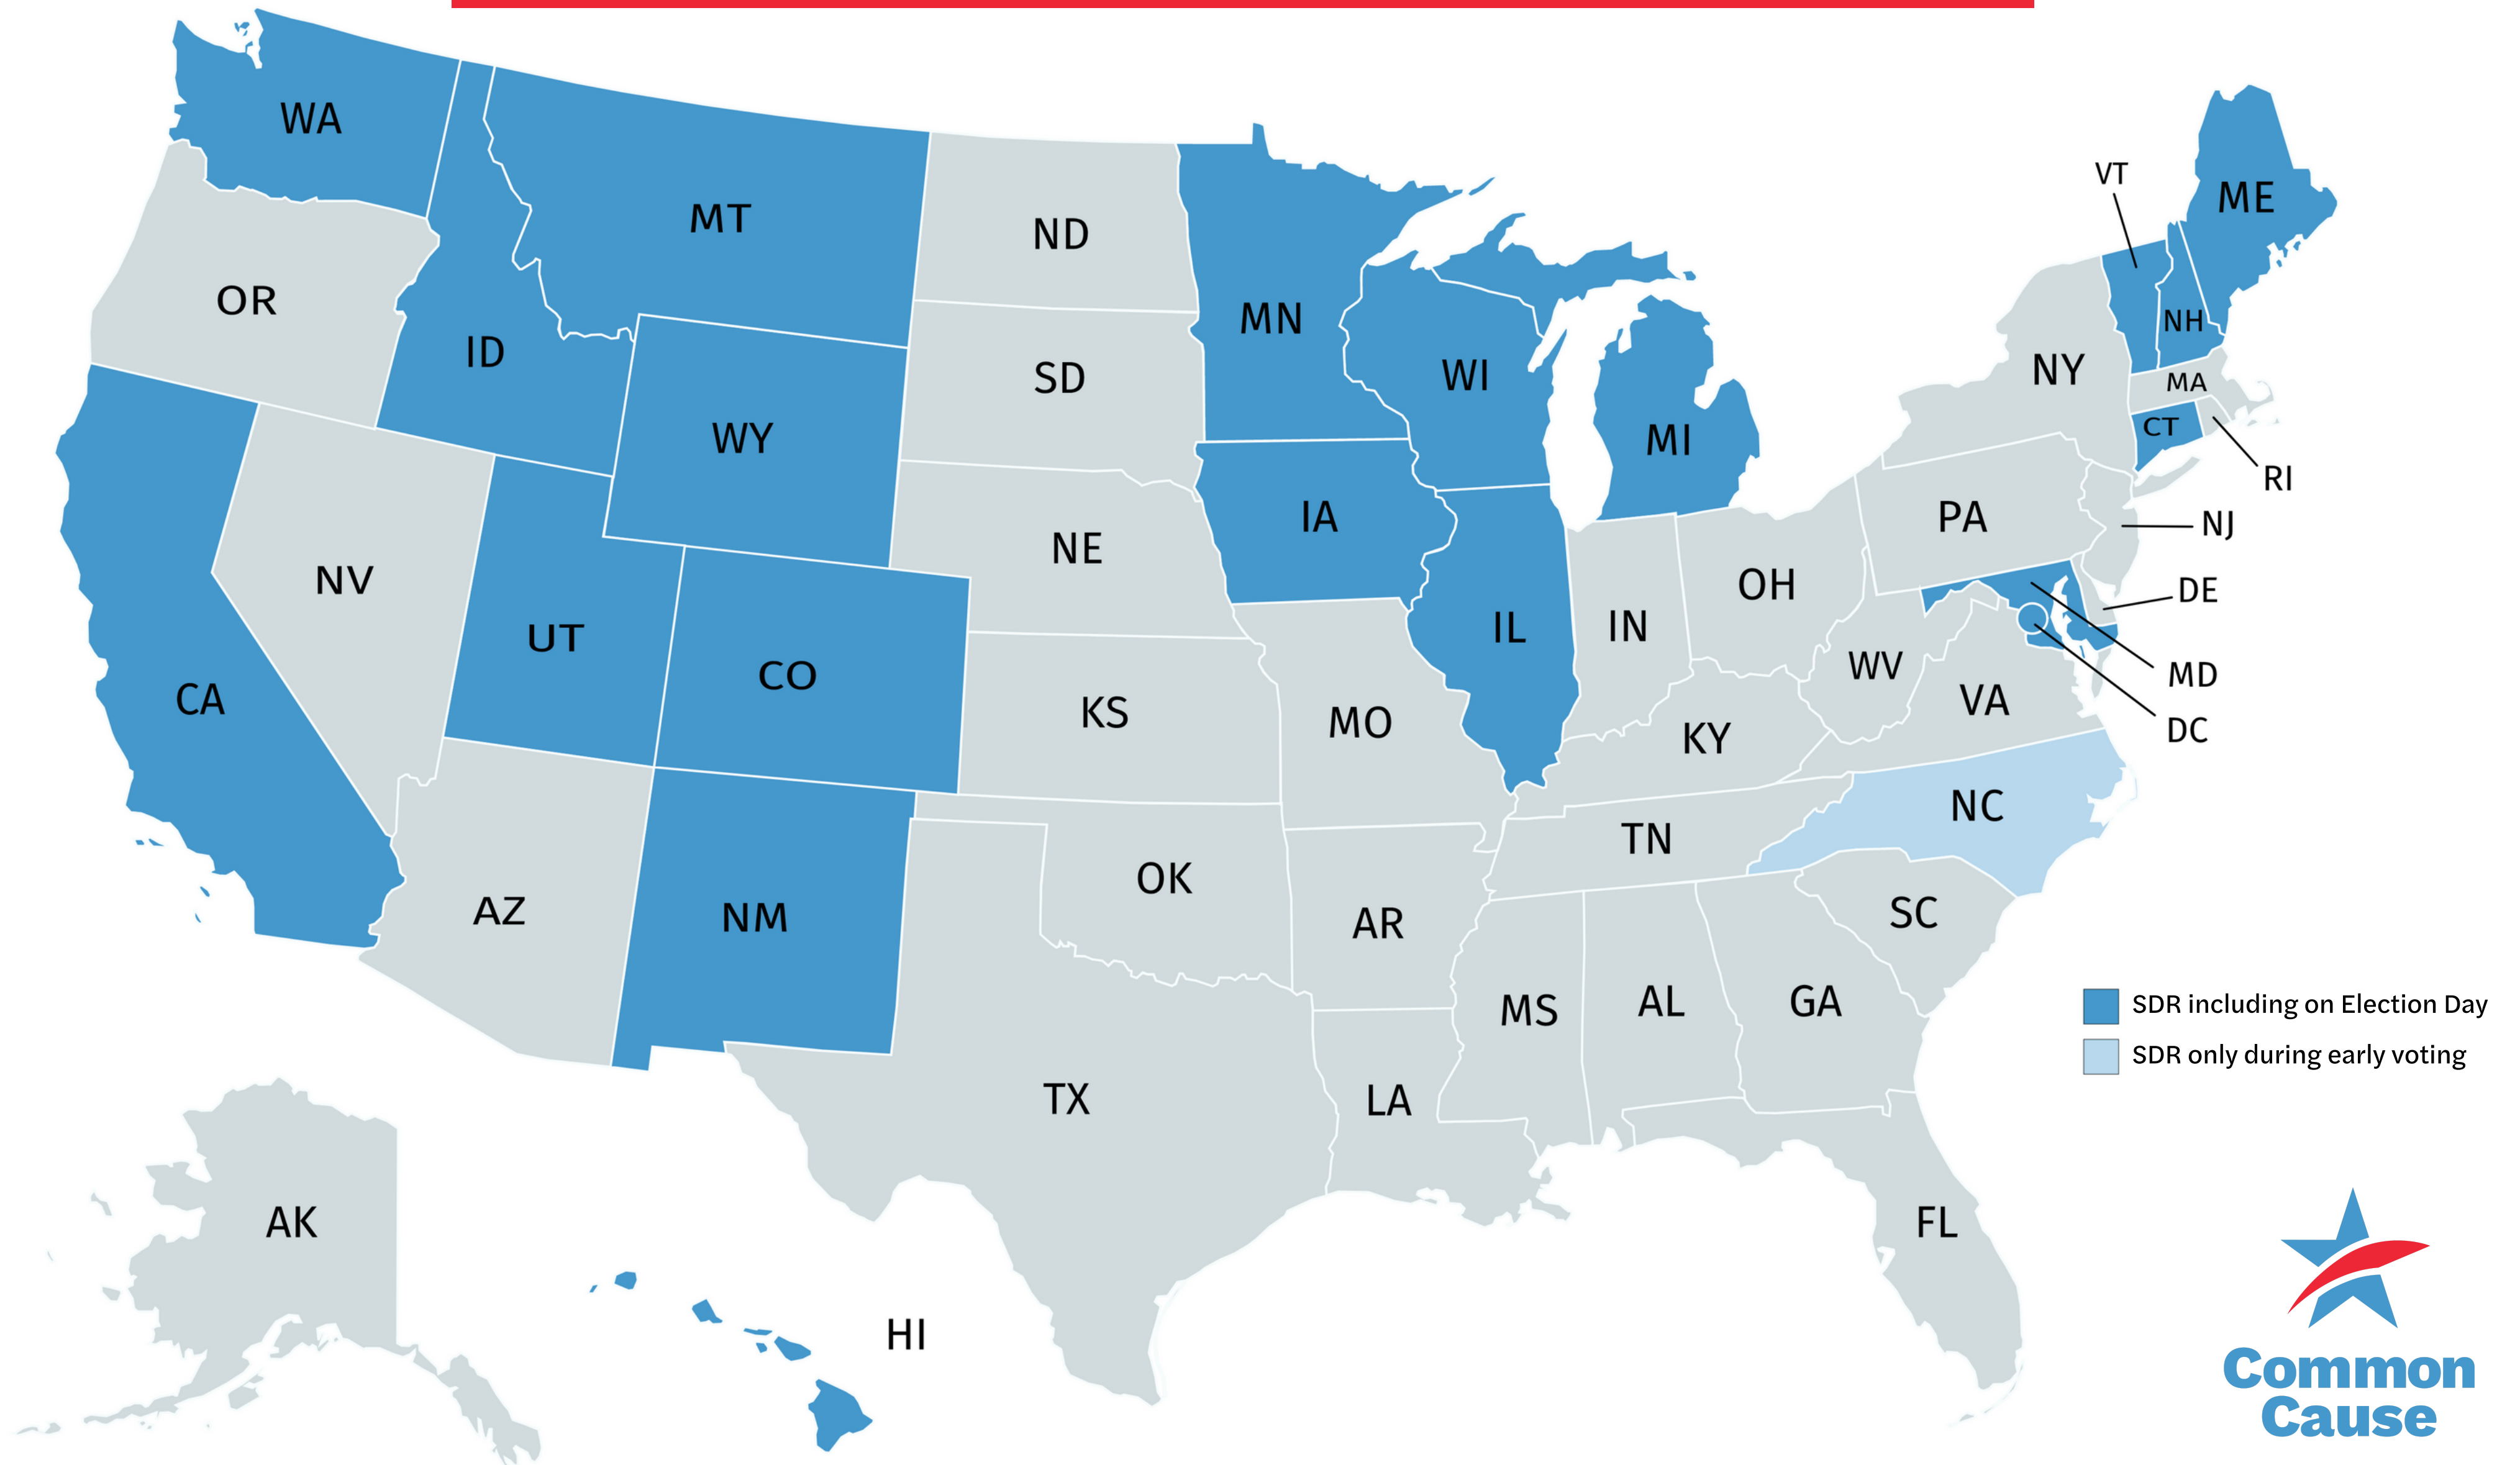 WA
MT
ND
MN
VT
ME
OR
ID
WY
SD
WI
MI
NY
NH
MA
CT
RI
NV
UT
CO
NE
IA
IL
IN
OH
PA
NJ
DE
MD
DC
CA
KS
MO
KY
WV
VA
AZ
NM
OK
AR
TN
NC
SC
MS
AL
GA
TX
LA
FL
AK
HI
SDR including on Election Day
SDR only during early voting
Common
Cause